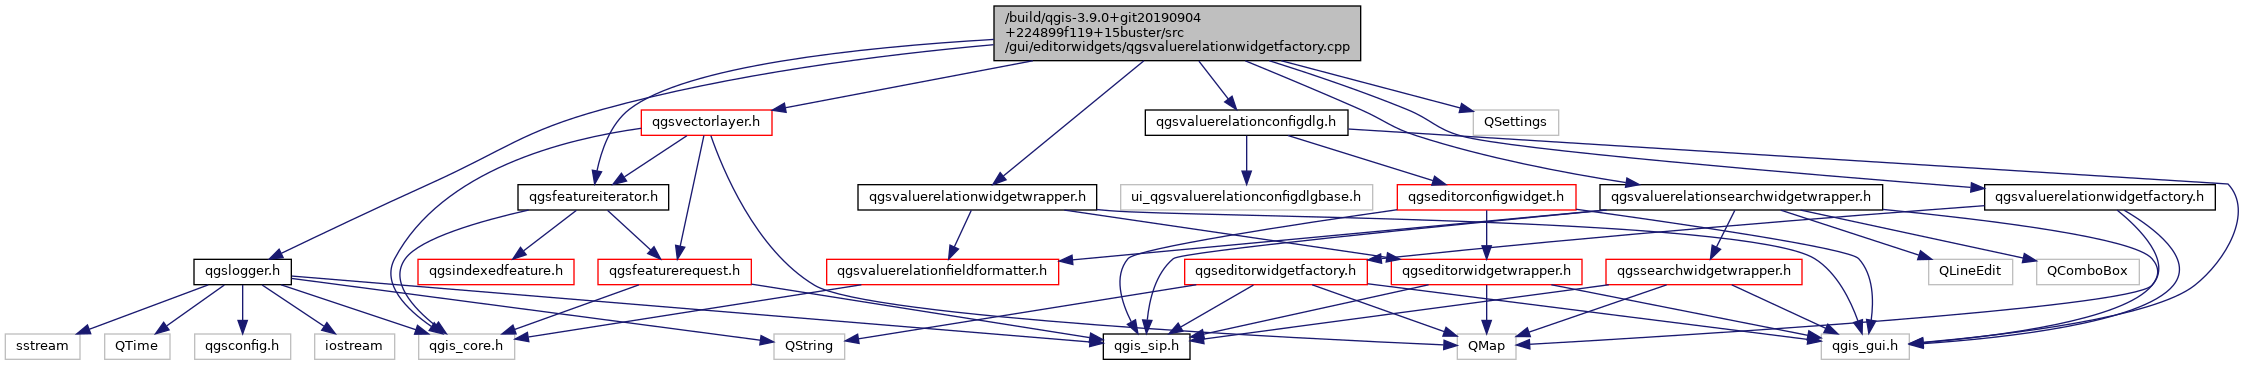 /build/qgis-3.9.0+git20190904
+224899f119+15buster/src
/gui/editorwidgets/qgsvaluerelationwidgetfactory.cpp
qgsvectorlayer.h
qgsvaluerelationconfigdlg.h
QSettings
qgsfeatureiterator.h
qgsvaluerelationwidgetwrapper.h
ui_qgsvaluerelationconfigdlgbase.h
qgseditorconfigwidget.h
qgsvaluerelationsearchwidgetwrapper.h
qgsvaluerelationwidgetfactory.h
qgslogger.h
qgsindexedfeature.h
qgsfeaturerequest.h
qgsvaluerelationfieldformatter.h
qgseditorwidgetfactory.h
qgseditorwidgetwrapper.h
qgssearchwidgetwrapper.h
QLineEdit
QComboBox
sstream
QTime
qgsconfig.h
iostream
qgis_core.h
QString
qgis_sip.h
QMap
qgis_gui.h